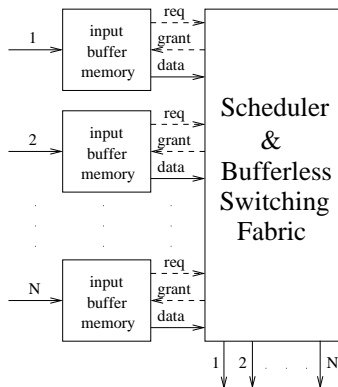 req
1
input
buffer
memory
grant
data
req
2
input
buffer
memory
grant
data
Scheduler
&
Bufferless
Switching
Fabric
. . .
. . .
req
N
input
buffer
memory
grant
data
1 2 . . . N